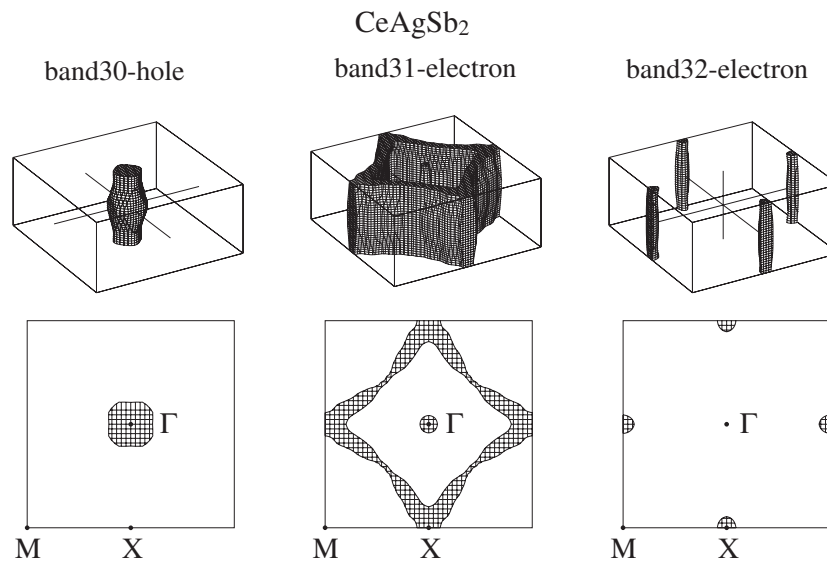 CeAgSb₂
band30-hole band31-electron band32-electron
Γ Γ Γ
M X M X M X